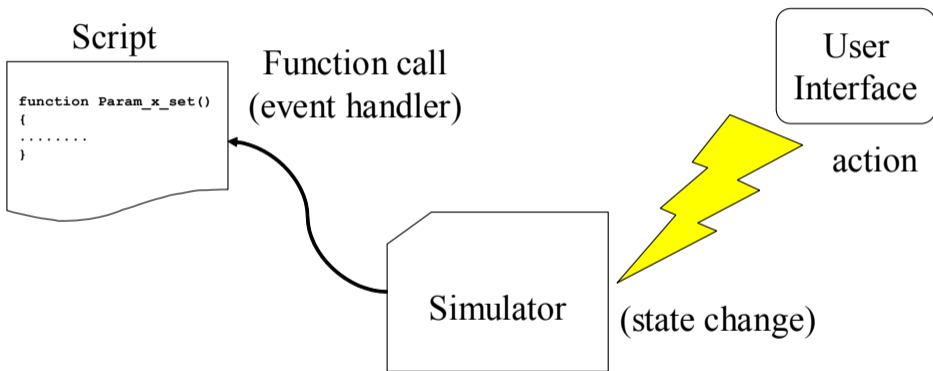 Script
function Param_x_set()
{
........
}
Function call
(event handler)
User
Interface
action
Simulator
(state change)